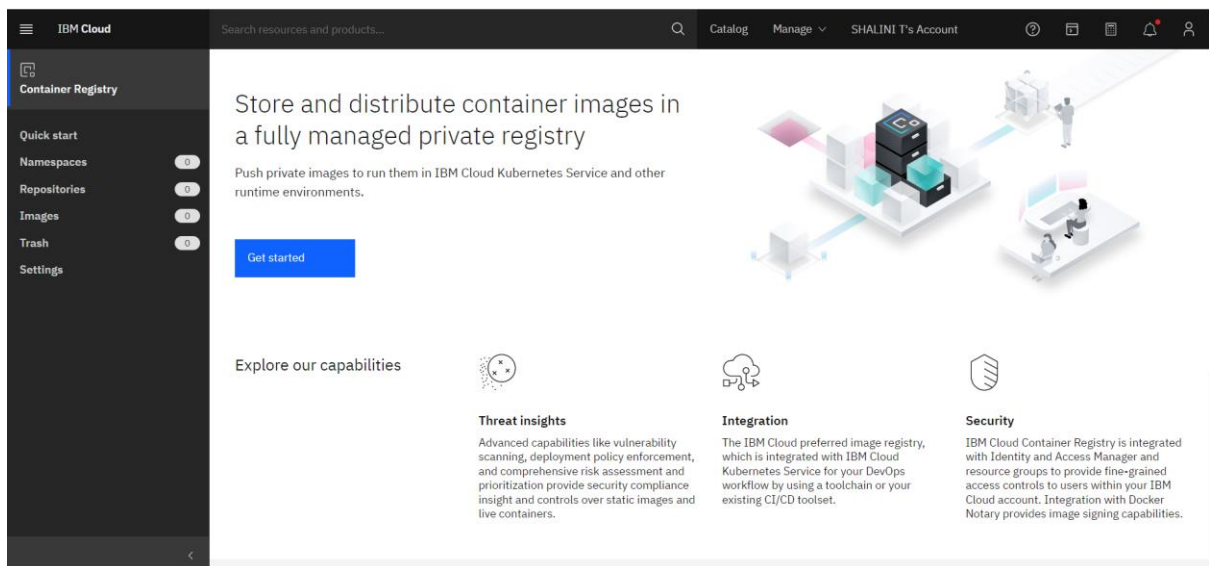 IBM Cloud
Search resources and products...
Catalog
Manage
SHALINI T's Account
Container Registry
Quick start
Namespaces 0
Repositories 0
Images 0
Trash 0
Settings
Store and distribute container images in
a fully managed private registry
Push private images to run them in IBM Cloud Kubernetes Service and other
runtime environments.
Get started
Explore our capabilities
Threat insights
Advanced capabilities like vulnerability
scanning, deployment policy enforcement,
and comprehensive risk assessment and
prioritization provide security compliance
insight and controls over static images and
live containers.
Integration
The IBM Cloud preferred image registry,
which is integrated with IBM Cloud
Kubernetes Service for your DevOps
workflow by using a toolchain or your
existing CI/CD toolset.
Security
IBM Cloud Container Registry is integrated
with Identity and Access Manager and
resource groups to provide fine-grained
access controls to users within your IBM
Cloud account. Integration with Docker
Notary provides image signing capabilities.